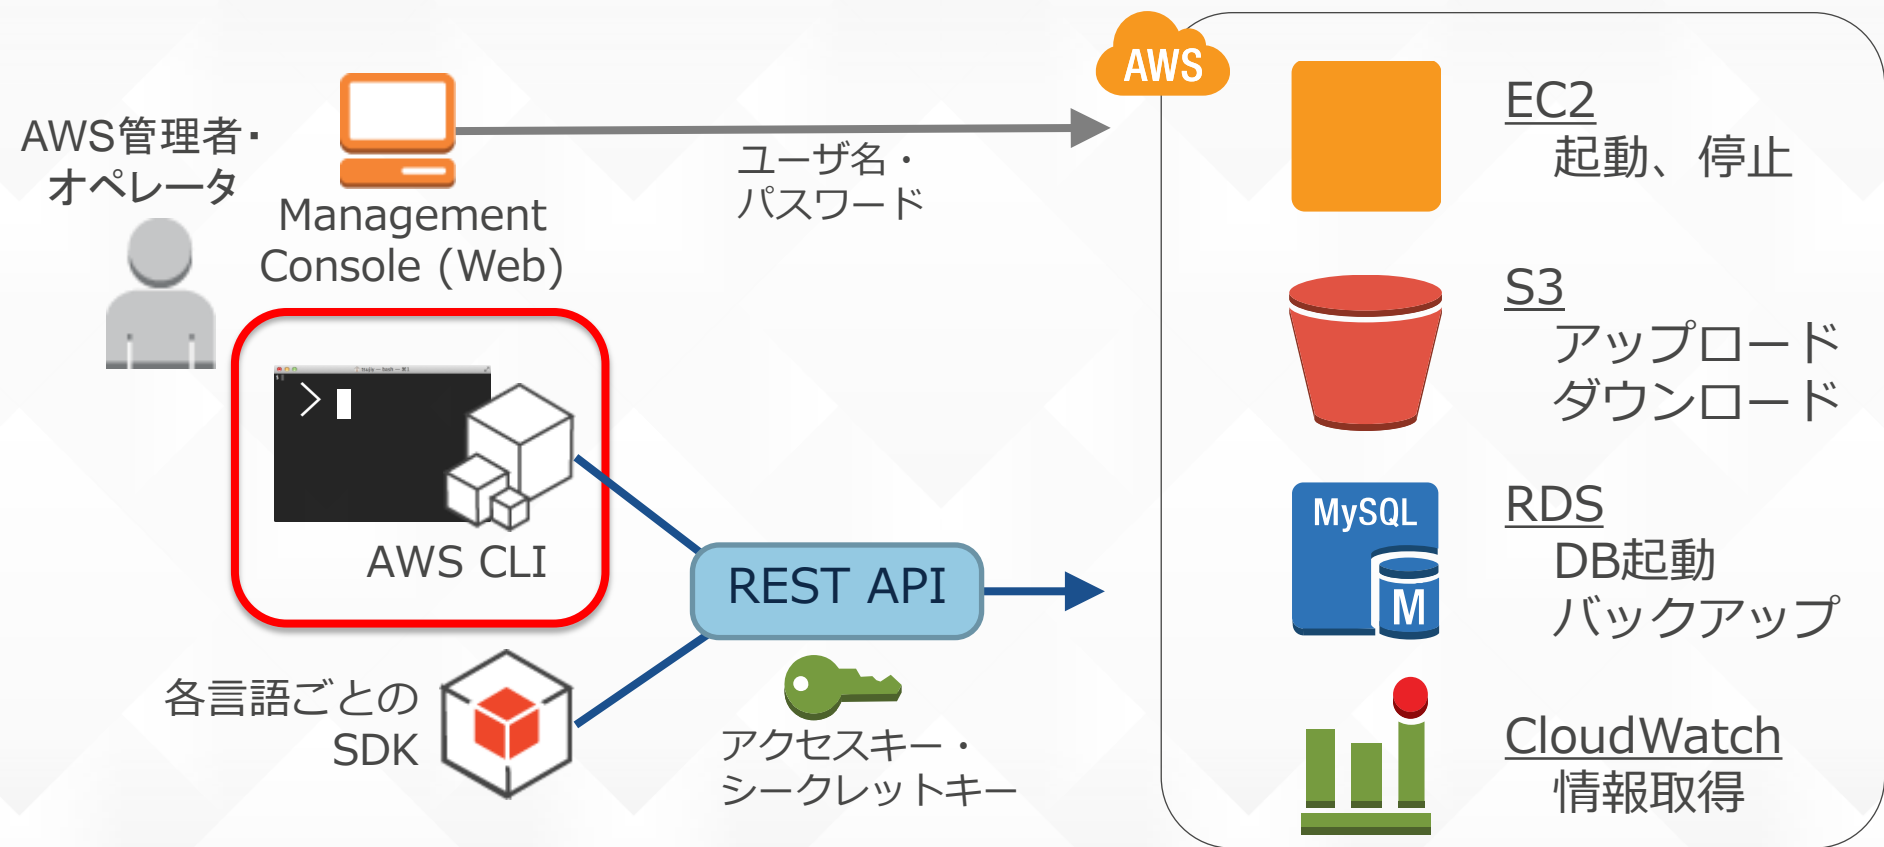 AWS管理者・
オペレータ
Management
Console (Web)
ユーザ名・
パスワード
AWS CLI
各言語ごとの
SDK
REST API
アクセスキー・
シークレットキー
AWS
EC2
起動、停止
S3
アップロード
ダウンロード
MySQL
M
RDS
DB起動
バックアップ
CloudWatch
情報取得